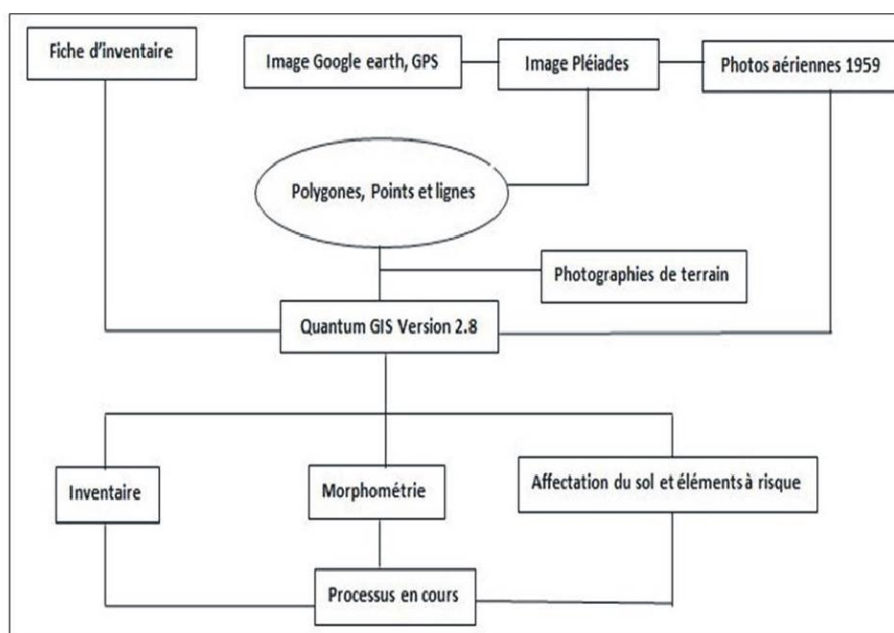 Fiche d'inventaire
Image Google earth, GPS
Image Pléiades
Photos aériennes 1959
Polygones, Points et lignes
Photographies de terrain
Quantum GIS Version 2.8
Inventaire
Morphométrie
Affectation du sol et éléments à risque
Processus en cours